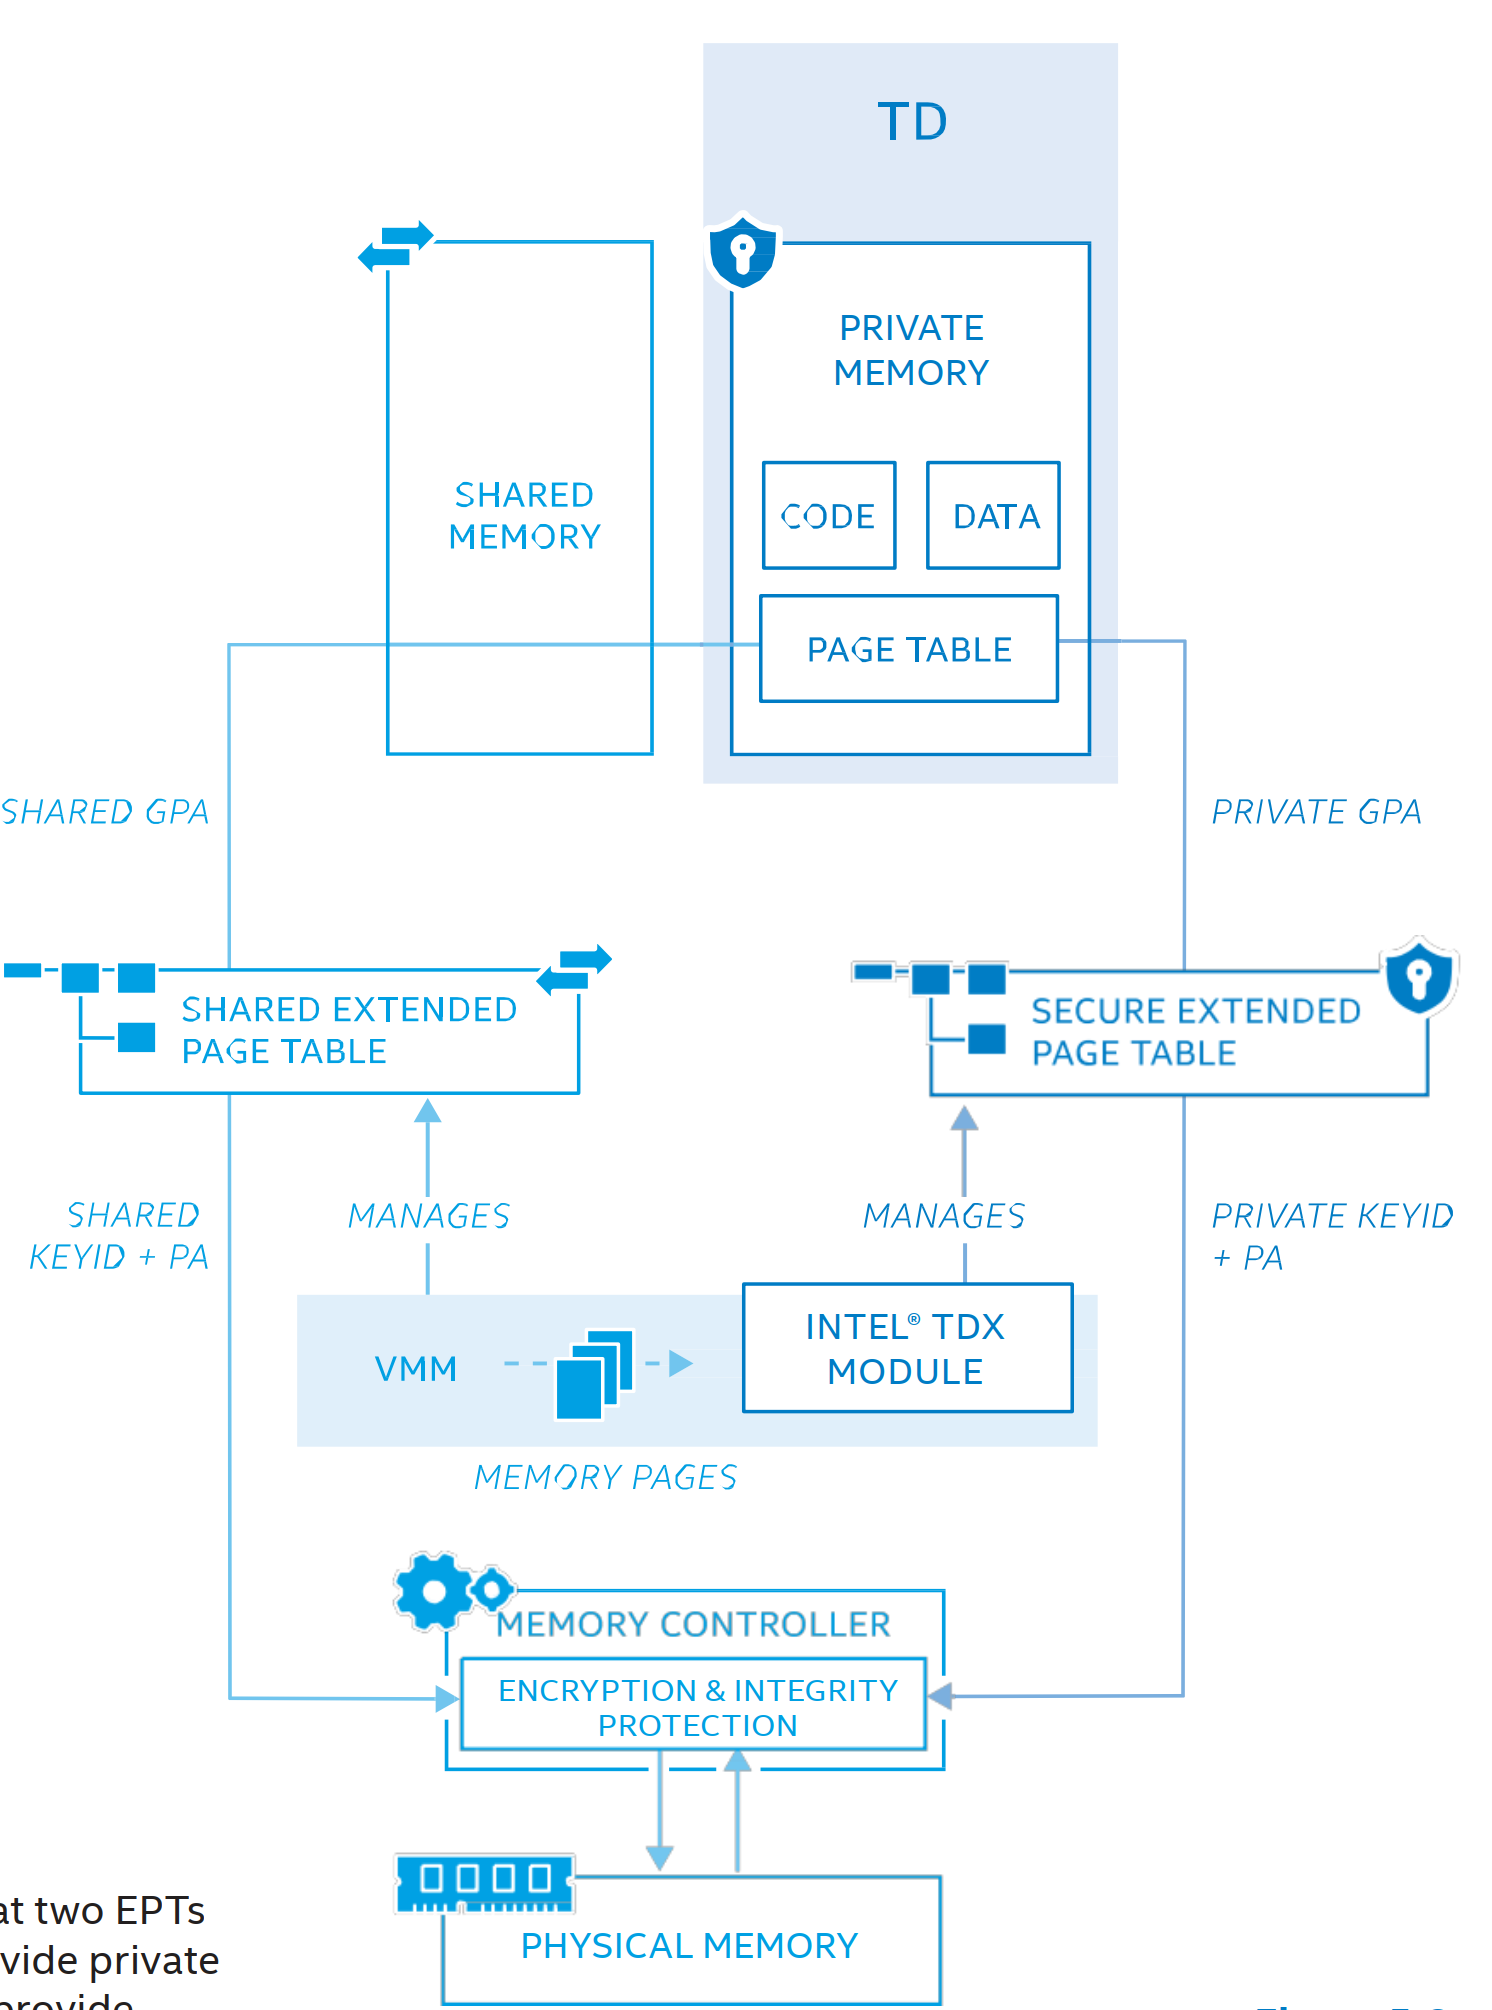 TD
PRIVATE
MEMORY
SHARED
MEMORY
CODE
DATA
PAGE TABLE
SHARED GPA
PRIVATE GPA
SHARED EXTENDED
PAGE TABLE
SECURE EXTENDED
PAGE TABLE
SHARED
KEYID + PA
MANAGES
MANAGES
PRIVATE KEYID
+ PA
VMM
INTEL® TDX
MODULE
MEMORY PAGES
MEMORY CONTROLLER
ENCRYPTION & INTEGRITY
PROTECTION
PHYSICAL MEMORY
at two EPTs
vide private
provide